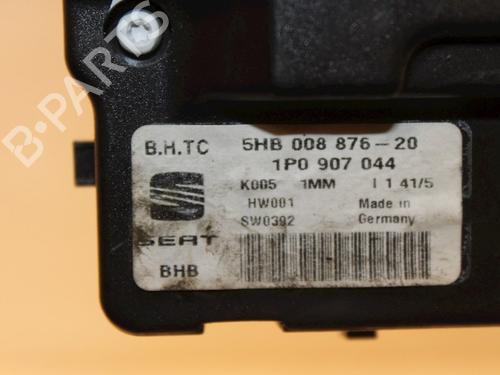 B-PARTS
B.H.TC 5HB 008 876-20
1P0 907 044
K005 1MM I 1 41/5
HW001 Made in
SW0392 Germany
SEAT
BHB